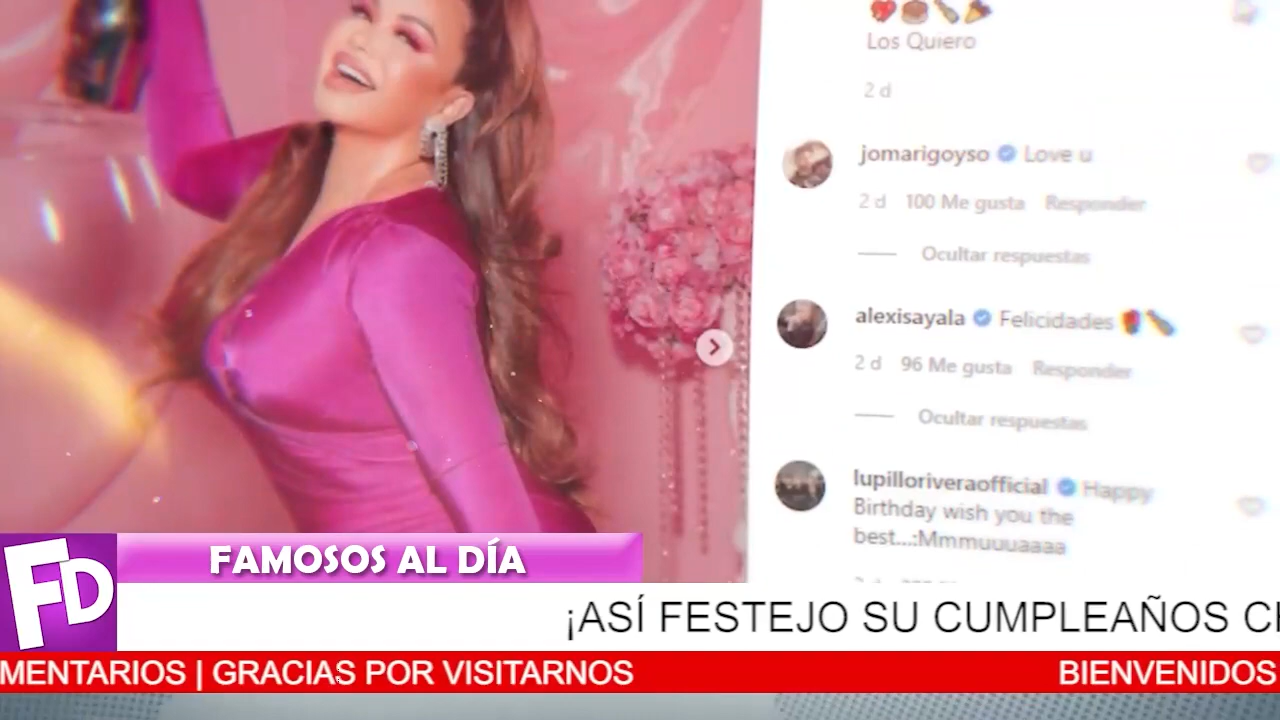 Los Quiero
2 d
jomarigoyso Love u
2 d 100 Me gusta Responder
Ocultar respuestas
alexisayala Felicidades
2 d 96 Me gusta Responder
Ocultar respuestas
lupilloriveraofficial Happy
Birthday wish you the
best...:Mmmuuuaaaa
FD
FAMOSOS AL DÍA
¡ASÍ FESTEJO SU CUMPLEAÑOS CH
MENTARIOS | GRACIAS POR VISITARNOS BIENVENIDOS